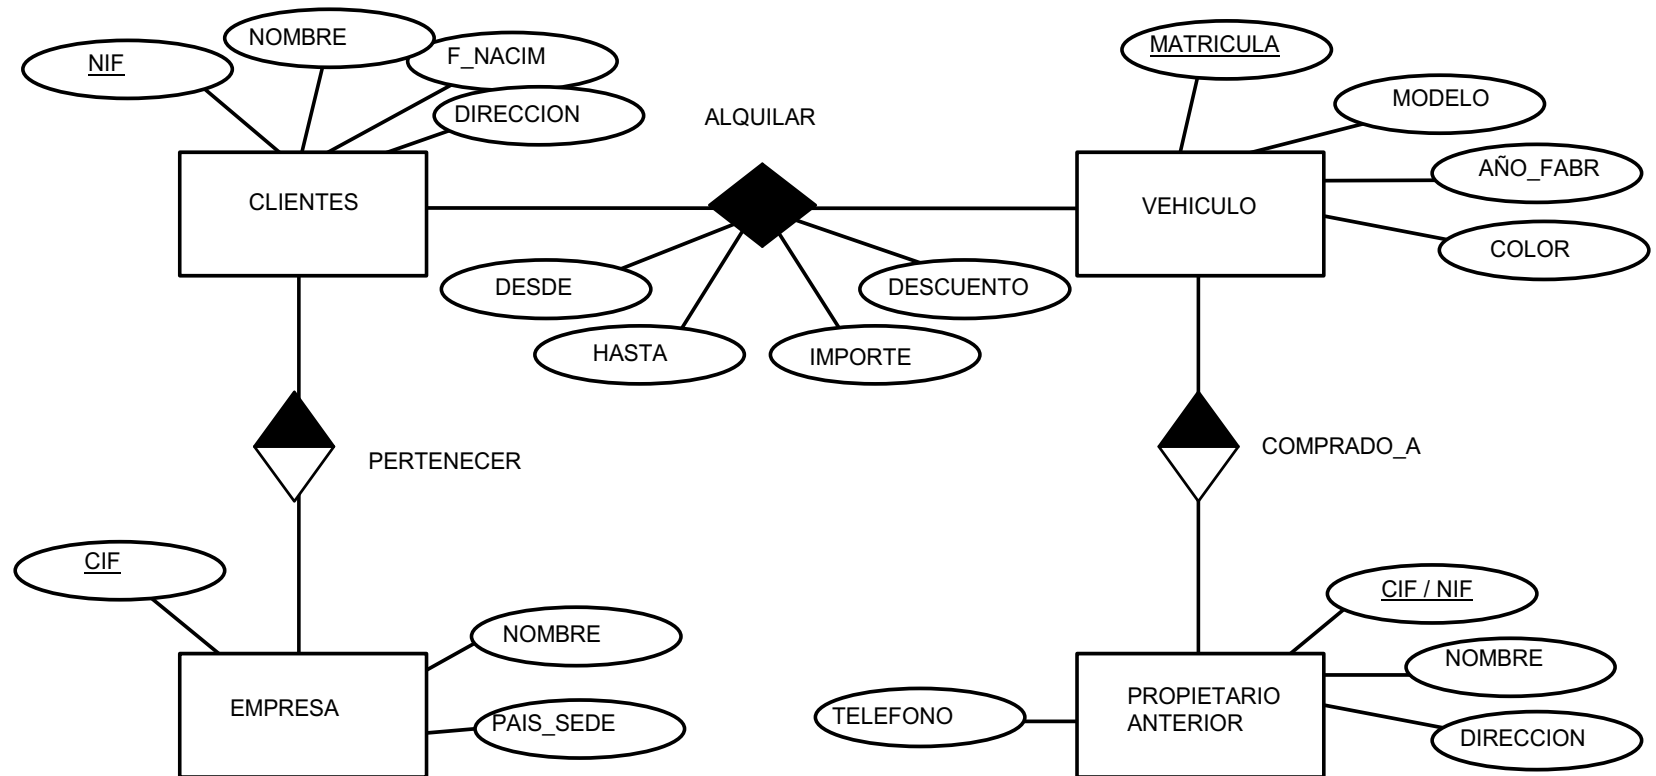 NIF
NOMBRE
F_NACIM
DIRECCION
ALQUILAR
MATRICULA
MODELO
AÑO_FABR
COLOR
CLIENTES
VEHICULO
DESDE
HASTA
IMPORTE
DESCUENTO
PERTENECER
COMPRADO_A
CIF
NOMBRE
PAIS_SEDE
EMPRESA
CIF / NIF
NOMBRE
DIRECCION
TELEFONO
PROPIETARIO
ANTERIOR